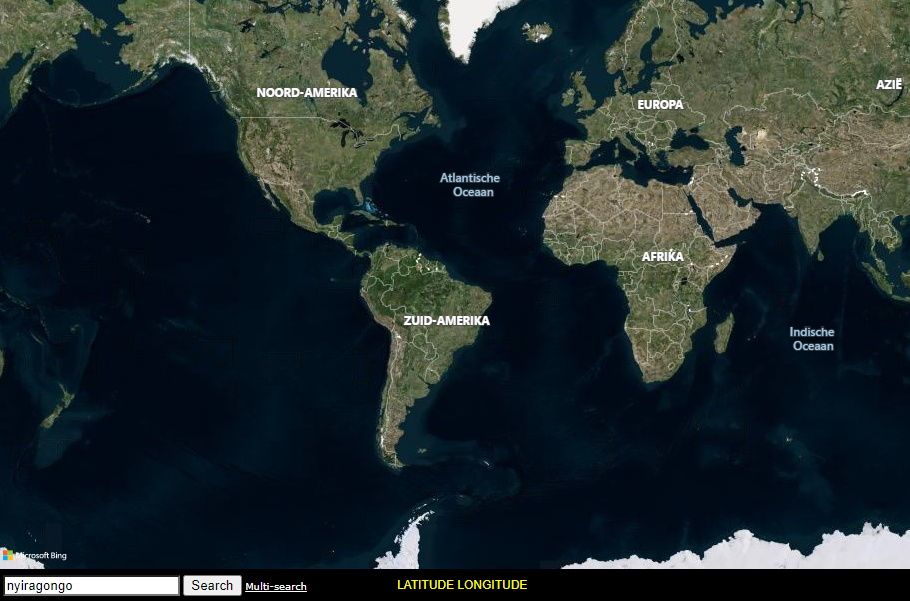 NOORD-AMERIKA
EUROPA
AZIË
Atlantische
Oceaan
AFRIKA
ZUID-AMERIKA
Indische
Oceaan
Microsoft Bing
nyiragongo
Search
Multi-search
LATITUDE LONGITUDE